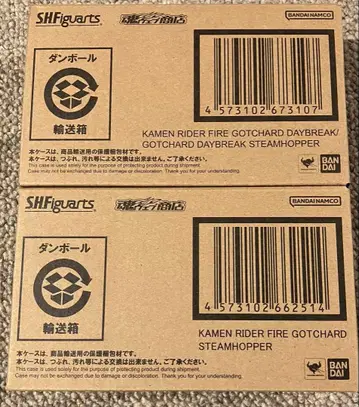 S.H.Figuarts
魂ウェブ商店
BANDAI NAMCO
ダンボール
輸送箱
4 573102 673107
KAMEN RIDER FIRE GOTCHARD DAYBREAK/
GOTCHARD DAYBREAK STEAMHOPPER
本ケースは、商品輸送用の保護梱包材です。
本ケースは、つぶれ、汚れ等による交換は出来ません。ご了承ください。
This case is used solely for the purpose of protecting product during shipment.
This case may not be exchanged due to damage or discoloration. Thank you for your understanding.
BAN
DAI
S.H.Figuarts
魂ウェブ商店
BANDAI NAMCO
ダンボール
輸送箱
4 573102 662514
KAMEN RIDER FIRE GOTCHARD
STEAMHOPPER
本ケースは、商品輸送用の保護梱包材です。
本ケースは、つぶれ、汚れ等による交換は出来ません。ご了承ください。
This case is used solely for the purpose of protecting product during shipment.
Case may not be exchanged due to damage or discoloration. Thank you for your understanding.
BAN
DAI